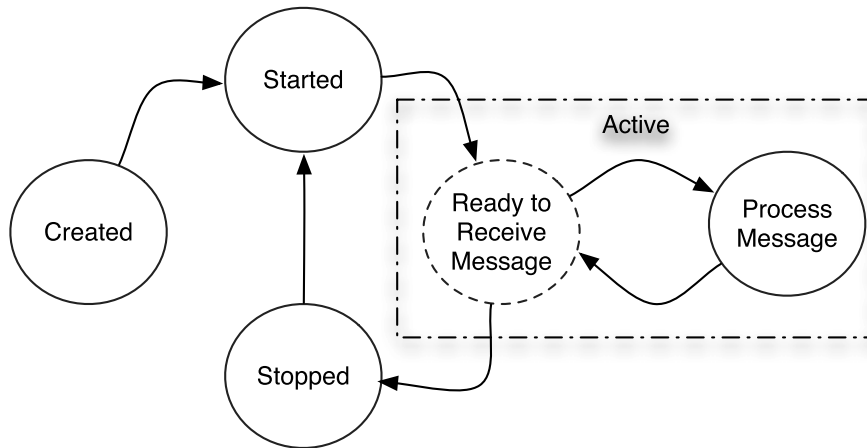 Started
Active
Created
Ready to
Receive
Message
Process
Message
Stopped